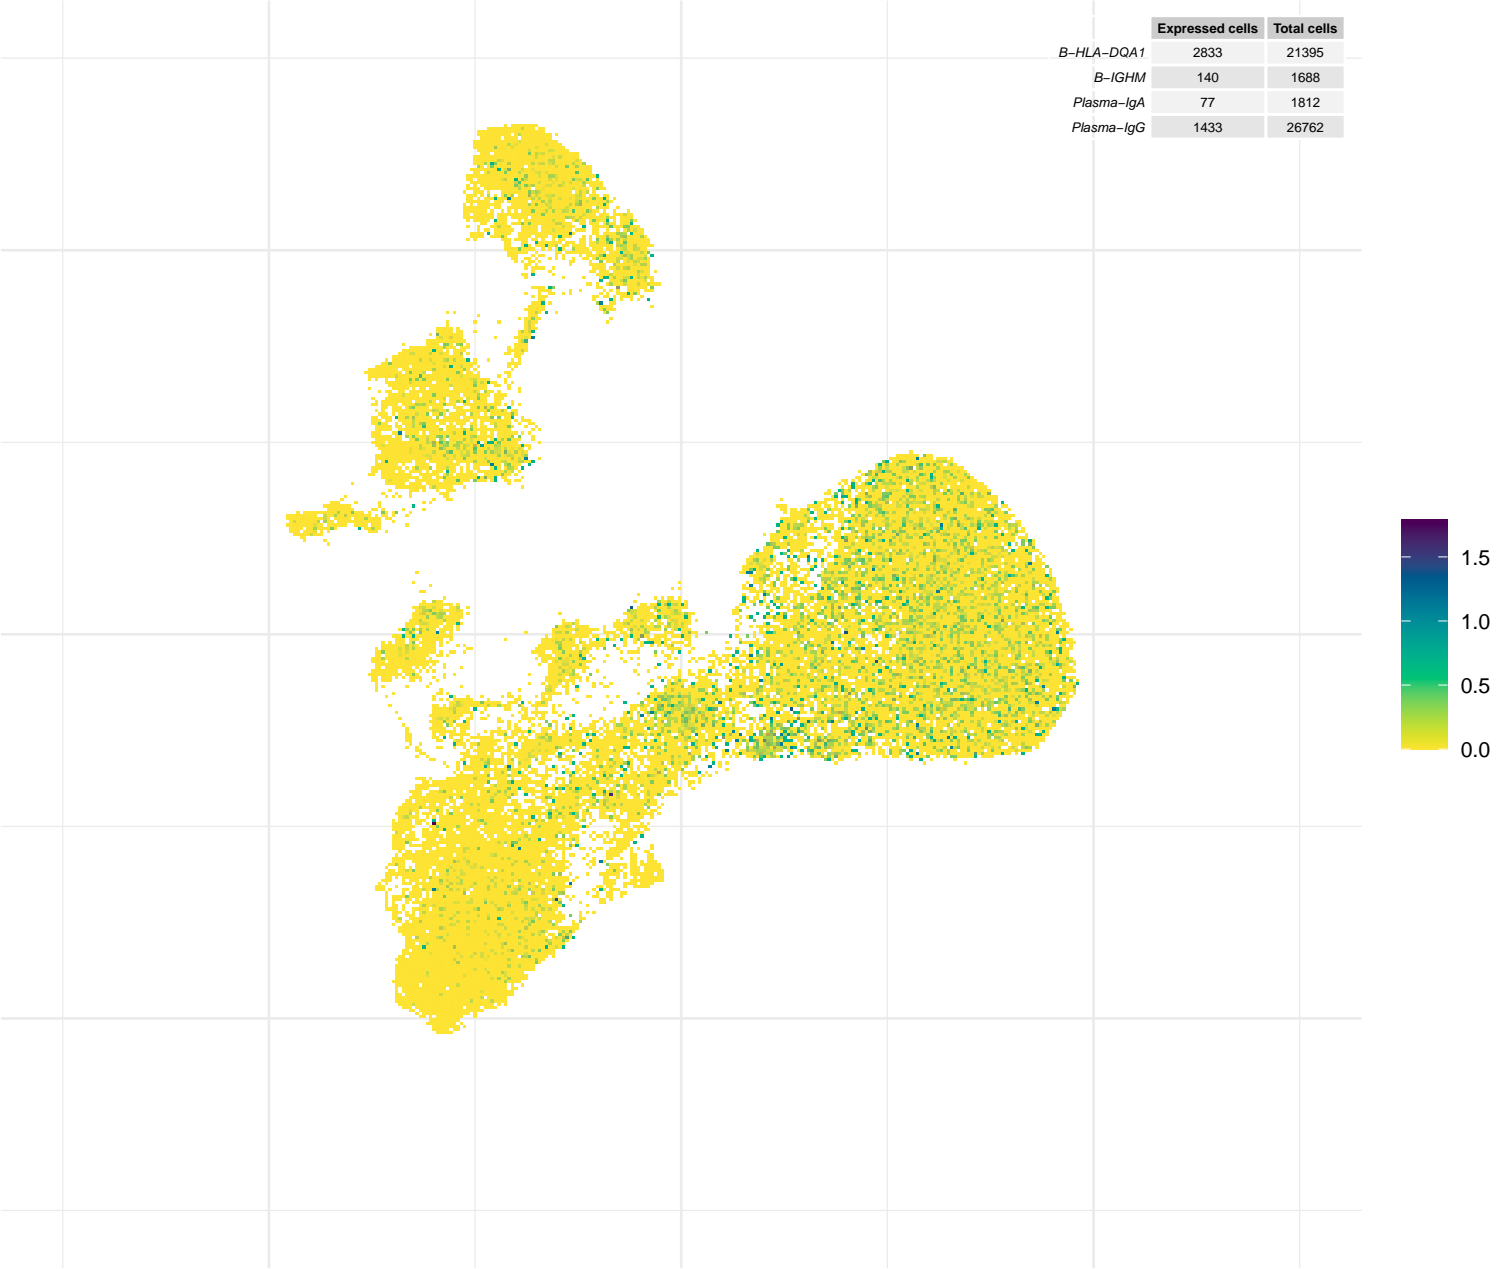 Expressed cells Total cells
B−HLA−DQA1 2833 21395
B−IGHM 140 1688
Plasma−IgA 77 1812
Plasma−IgG 1433 26762
1.5
1.0
0.5
0.0